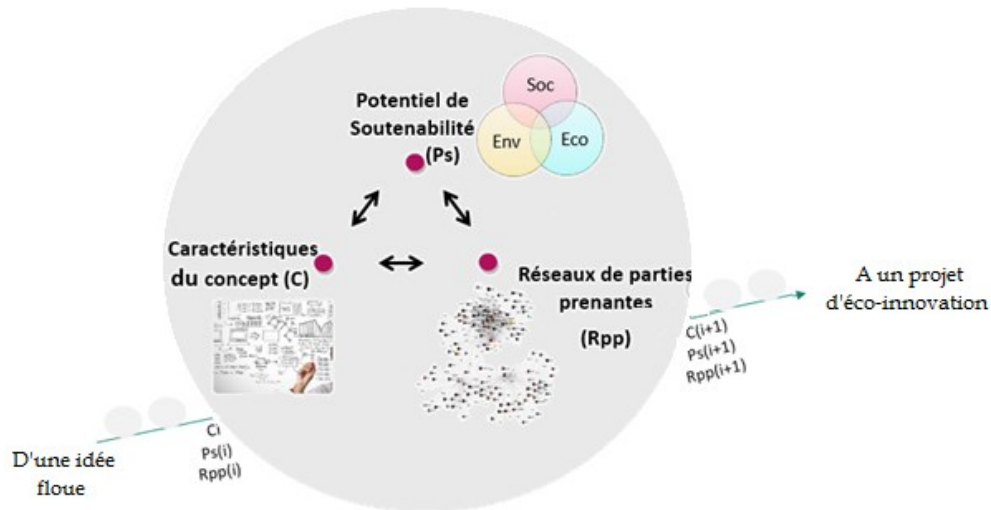 Potentiel de
Soutenabilité
(Ps)
Soc
Env
Eco
Caractéristiques
du concept (C)
Réseaux de parties
prenantes
(Rpp)
A un projet
d'éco-innovation
C(i+1)
Ps(i+1)
Rpp(i+1)
Ci
Ps(i)
Rpp(i)
D'une idée
floue